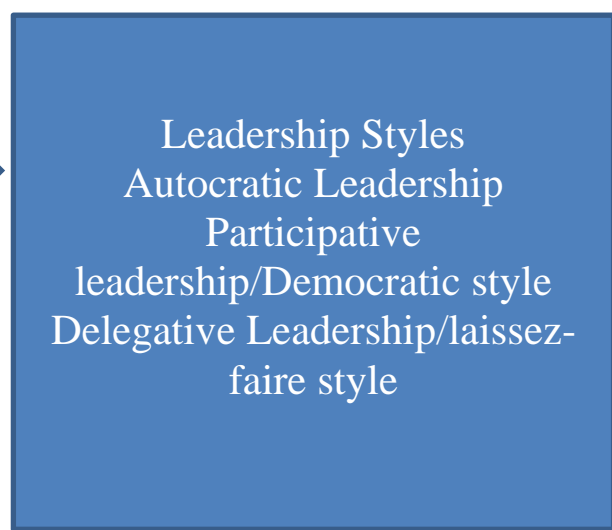 Leadership Styles
Autocratic Leadership
Participative
leadership/Democratic style
Delegative Leadership/laissez-
faire style